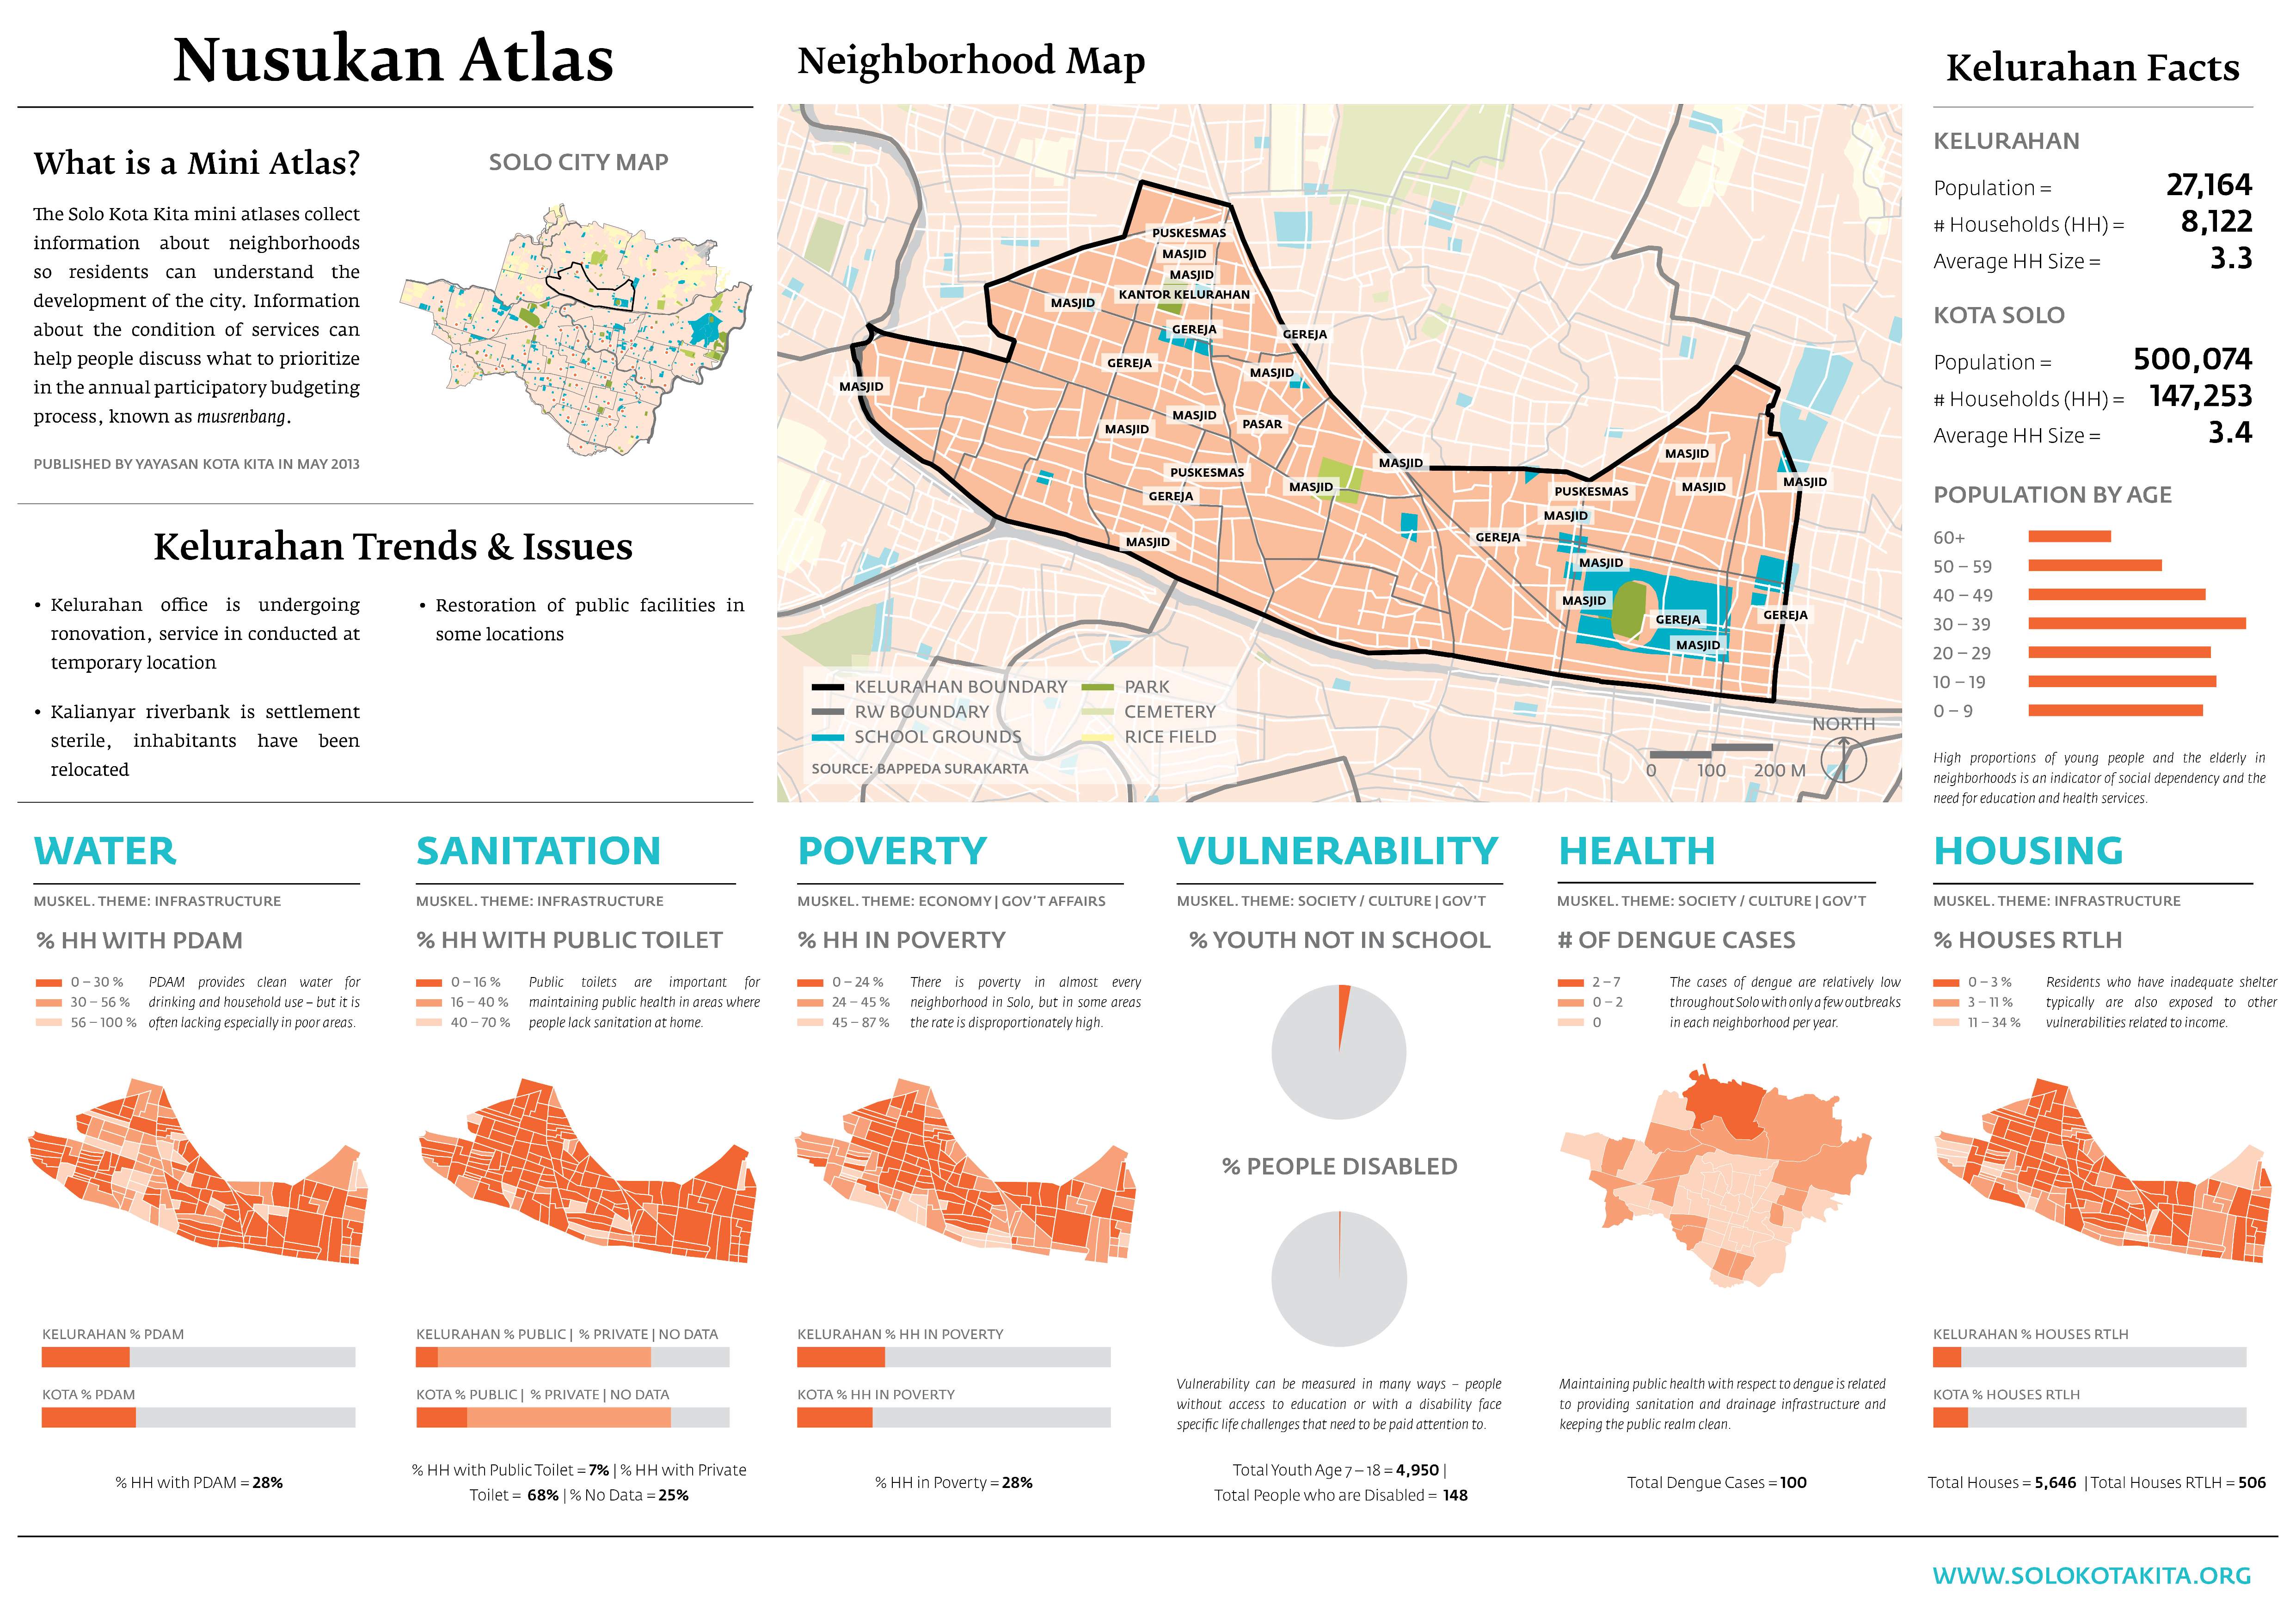 Nusukan Atlas
What is a Mini Atlas?
The Solo Kota Kita mini atlases collect
information about neighborhoods
so residents can understand the
development of the city. Information
about the condition of services can
help people discuss what to prioritize
in the annual participatory budgeting
process, known as musrenbang.
PUBLISHED BY YAYASAN KOTA KITA IN MAY 2013
SOLO CITY MAP
Kelurahan Trends & Issues
• Kelurahan office is undergoing
ronovation, service in conducted at
temporary location
• Kalianyar riverbank is settlement
sterile, inhabitants have been
relocated
• Restoration of public facilities in
some locations
Neighborhood Map
PUSKESMAS
MASJID
MASJID
KANTOR KELURAHAN
MASJID
GEREJA
GEREJA
GEREJA
MASJID
MASJID
MASJID
PASAR
MASJID
PUSKESMAS
GEREJA
MASJID
MASJID
MASJID
MASJID
MASJID
MASJID
PUSKESMAS
MASJID
GEREJA
MASJID
MASJID
GEREJA
GEREJA
MASJID
KELURAHAN BOUNDARY
RW BOUNDARY
SCHOOL GROUNDS
PARK
CEMETERY
RICE FIELD
SOURCE: BAPPEDA SURAKARTA
NORTH
0 100 200 M
Kelurahan Facts
KELURAHAN
Population = 27,164
# Households (HH) = 8,122
Average HH Size = 3.3
KOTA SOLO
Population = 500,074
# Households (HH) = 147,253
Average HH Size = 3.4
POPULATION BY AGE
60+
50 – 59
40 – 49
30 – 39
20 – 29
10 – 19
0 – 9
High proportions of young people and the elderly in
neighborhoods is an indicator of social dependency and the
need for education and health services.
WATER
MUSKEL. THEME: INFRASTRUCTURE
% HH WITH PDAM
0 – 30 %
30 – 56 %
56 – 100 %
PDAM provides clean water for
drinking and household use – but it is
often lacking especially in poor areas.
KELURAHAN % PDAM
KOTA % PDAM
% HH with PDAM = 28%
SANITATION
MUSKEL. THEME: INFRASTRUCTURE
% HH WITH PUBLIC TOILET
0 – 16 %
16 – 40 %
40 – 70 %
Public toilets are important for
maintaining public health in areas where
people lack sanitation at home.
KELURAHAN % PUBLIC | % PRIVATE | NO DATA
KOTA % PUBLIC | % PRIVATE | NO DATA
% HH with Public Toilet = 7% | % HH with Private
Toilet = 68% | % No Data = 25%
POVERTY
MUSKEL. THEME: ECONOMY | GOV'T AFFAIRS
% HH IN POVERTY
0 – 24 %
24 – 45 %
45 – 87 %
There is poverty in almost every
neighborhood in Solo, but in some areas
the rate is disproportionately high.
KELURAHAN % HH IN POVERTY
KOTA % HH IN POVERTY
% HH in Poverty = 28%
VULNERABILITY
MUSKEL. THEME: SOCIETY / CULTURE | GOV'T
% YOUTH NOT IN SCHOOL
% PEOPLE DISABLED
Vulnerability can be measured in many ways – people
without access to education or with a disability face
specific life challenges that need to be paid attention to.
Total Youth Age 7 – 18 = 4,950 |
Total People who are Disabled = 148
HEALTH
MUSKEL. THEME: SOCIETY / CULTURE | GOV'T
# OF DENGUE CASES
2 – 7
0 – 2
0
The cases of dengue are relatively low
throughout Solo with only a few outbreaks
in each neighborhood per year.
Maintaining public health with respect to dengue is related
to providing sanitation and drainage infrastructure and
keeping the public realm clean.
Total Dengue Cases = 100
HOUSING
MUSKEL. THEME: INFRASTRUCTURE
% HOUSES RTLH
0 – 3 %
3 – 11 %
11 – 34 %
Residents who have inadequate shelter
typically are also exposed to other
vulnerabilities related to income.
KELURAHAN % HOUSES RTLH
KOTA % HOUSES RTLH
Total Houses = 5,646 | Total Houses RTLH = 506
WWW.SOLOKOTAKITA.ORG